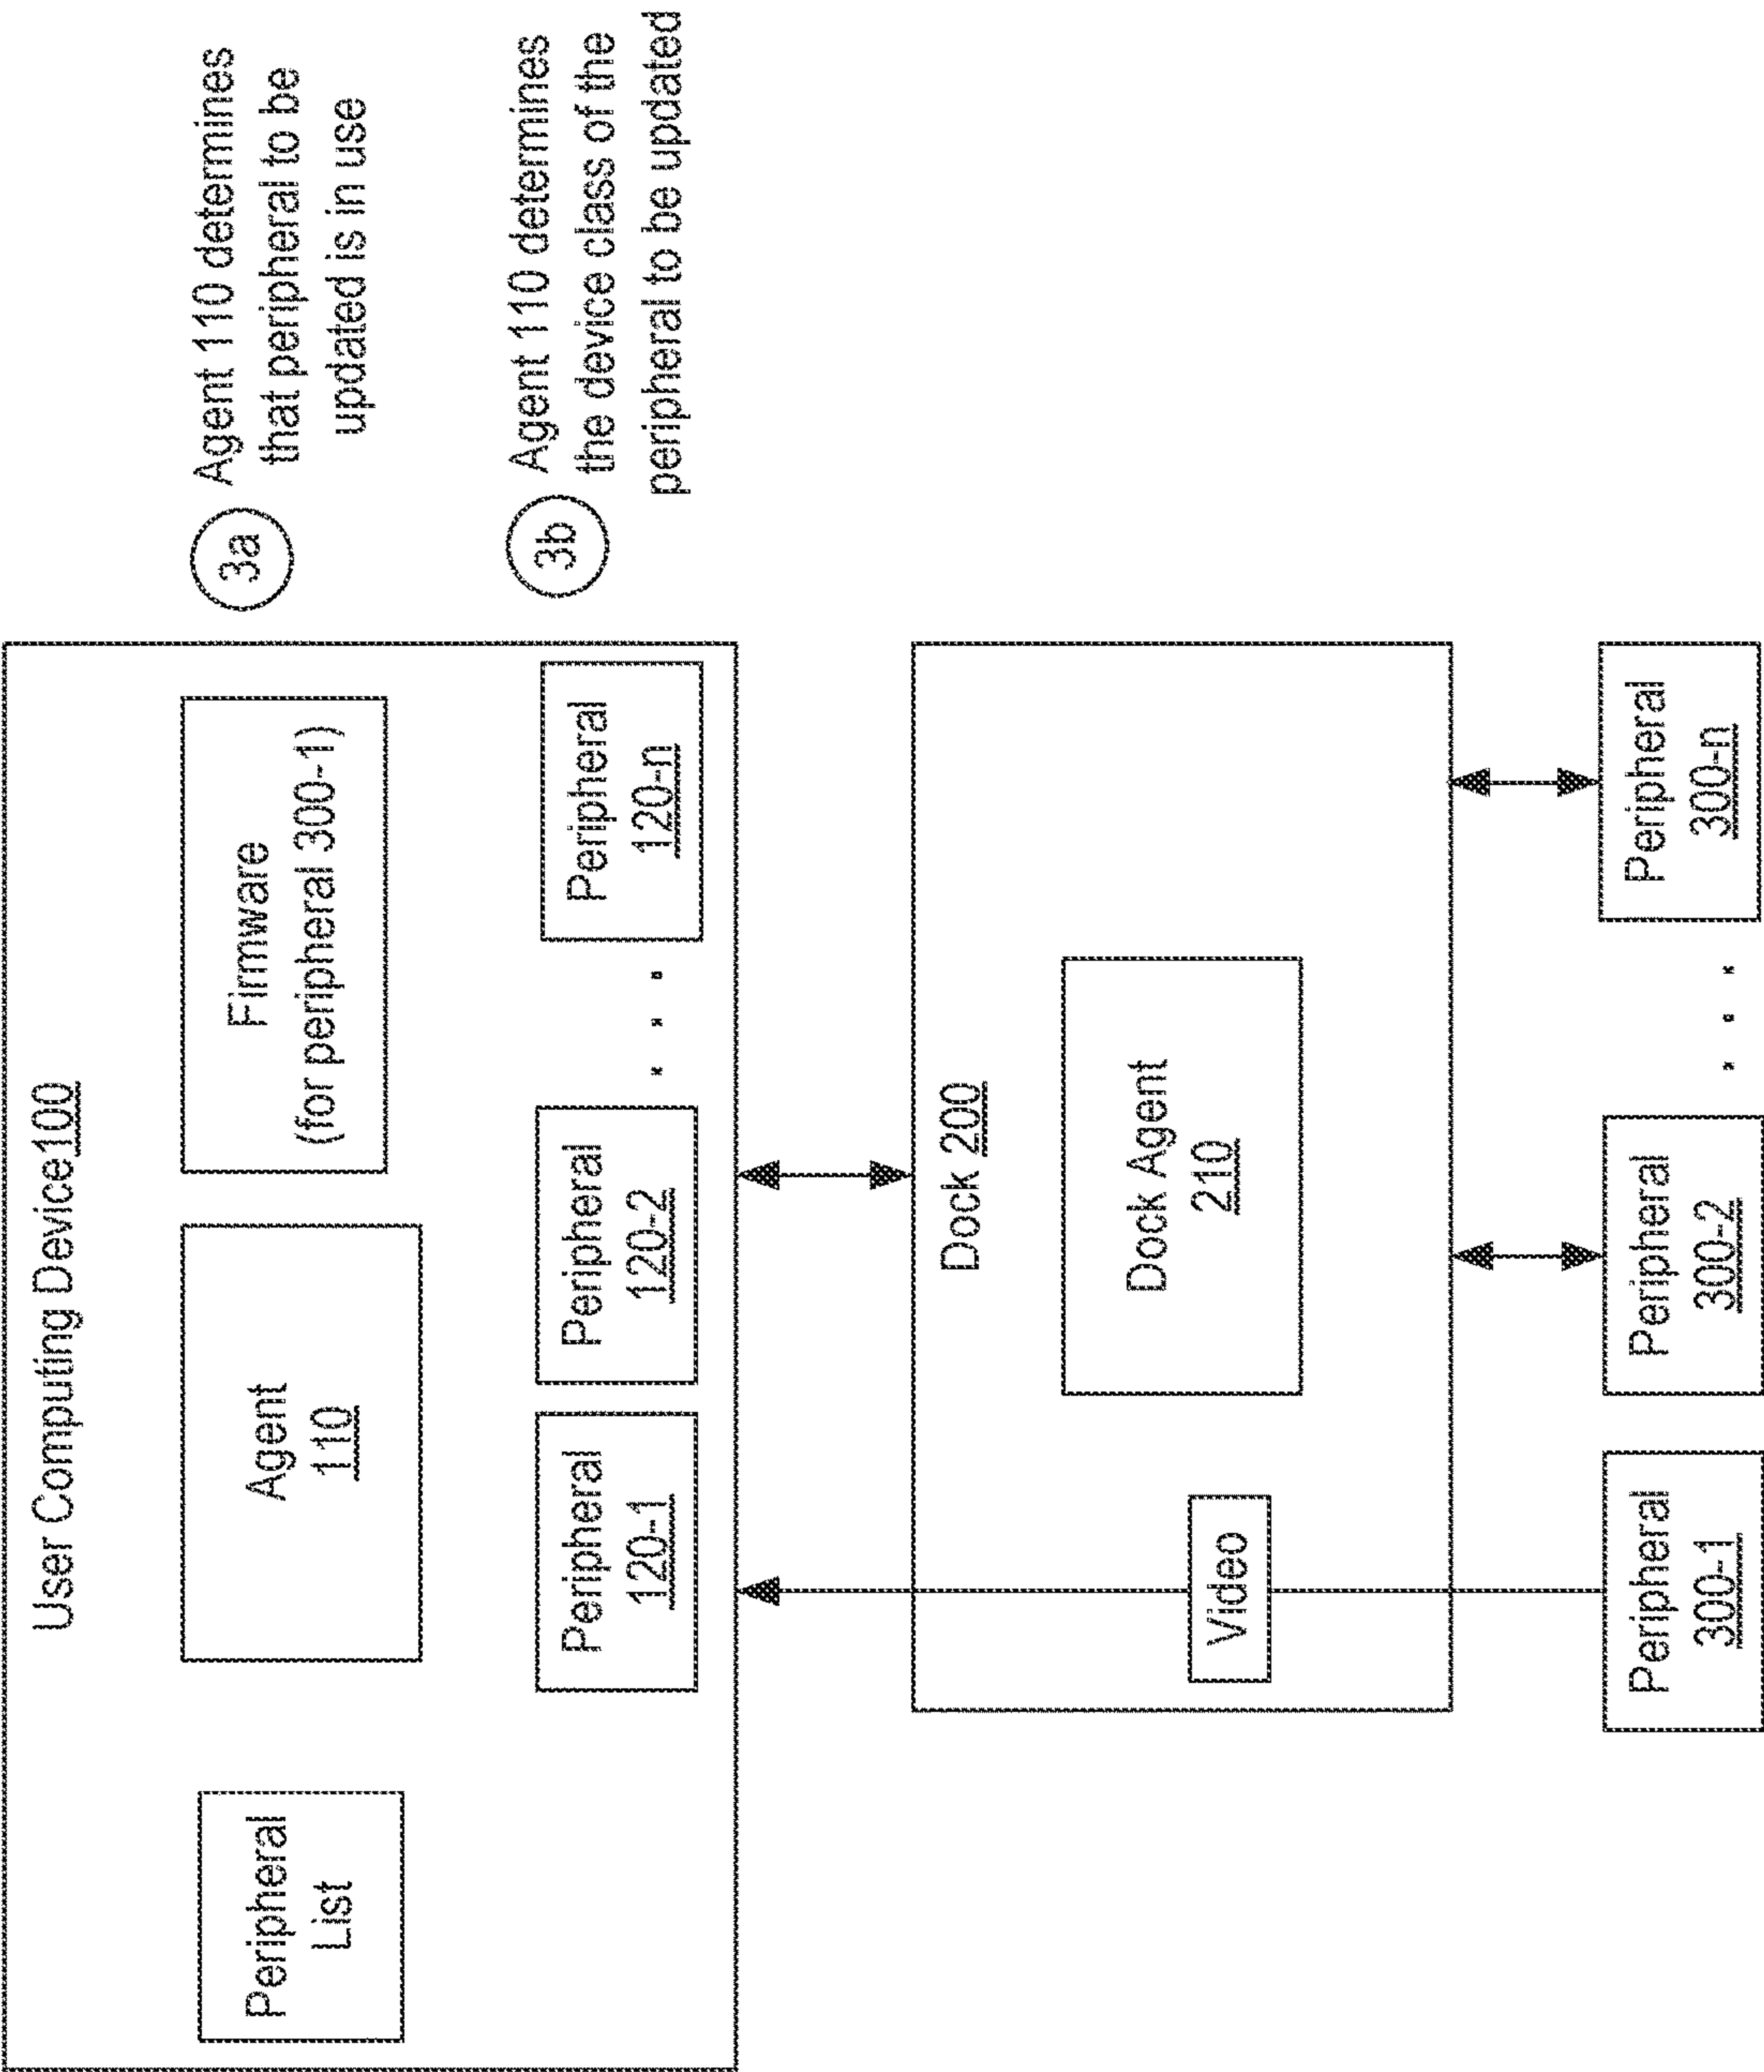 User Computing Device100
Peripheral
List
Agent
110
Firmware
(for peripheral 300-1)
Peripheral
120-1
Peripheral
120-2
. . .
Peripheral
120-n
3a
Agent 110 determines
that peripheral to be
updated is in use
3b
Agent 110 determines
the device class of the
peripheral to be updated
Dock 200
Dock Agent
210
Video
Peripheral
300-1
Peripheral
300-2
. . .
Peripheral
300-n